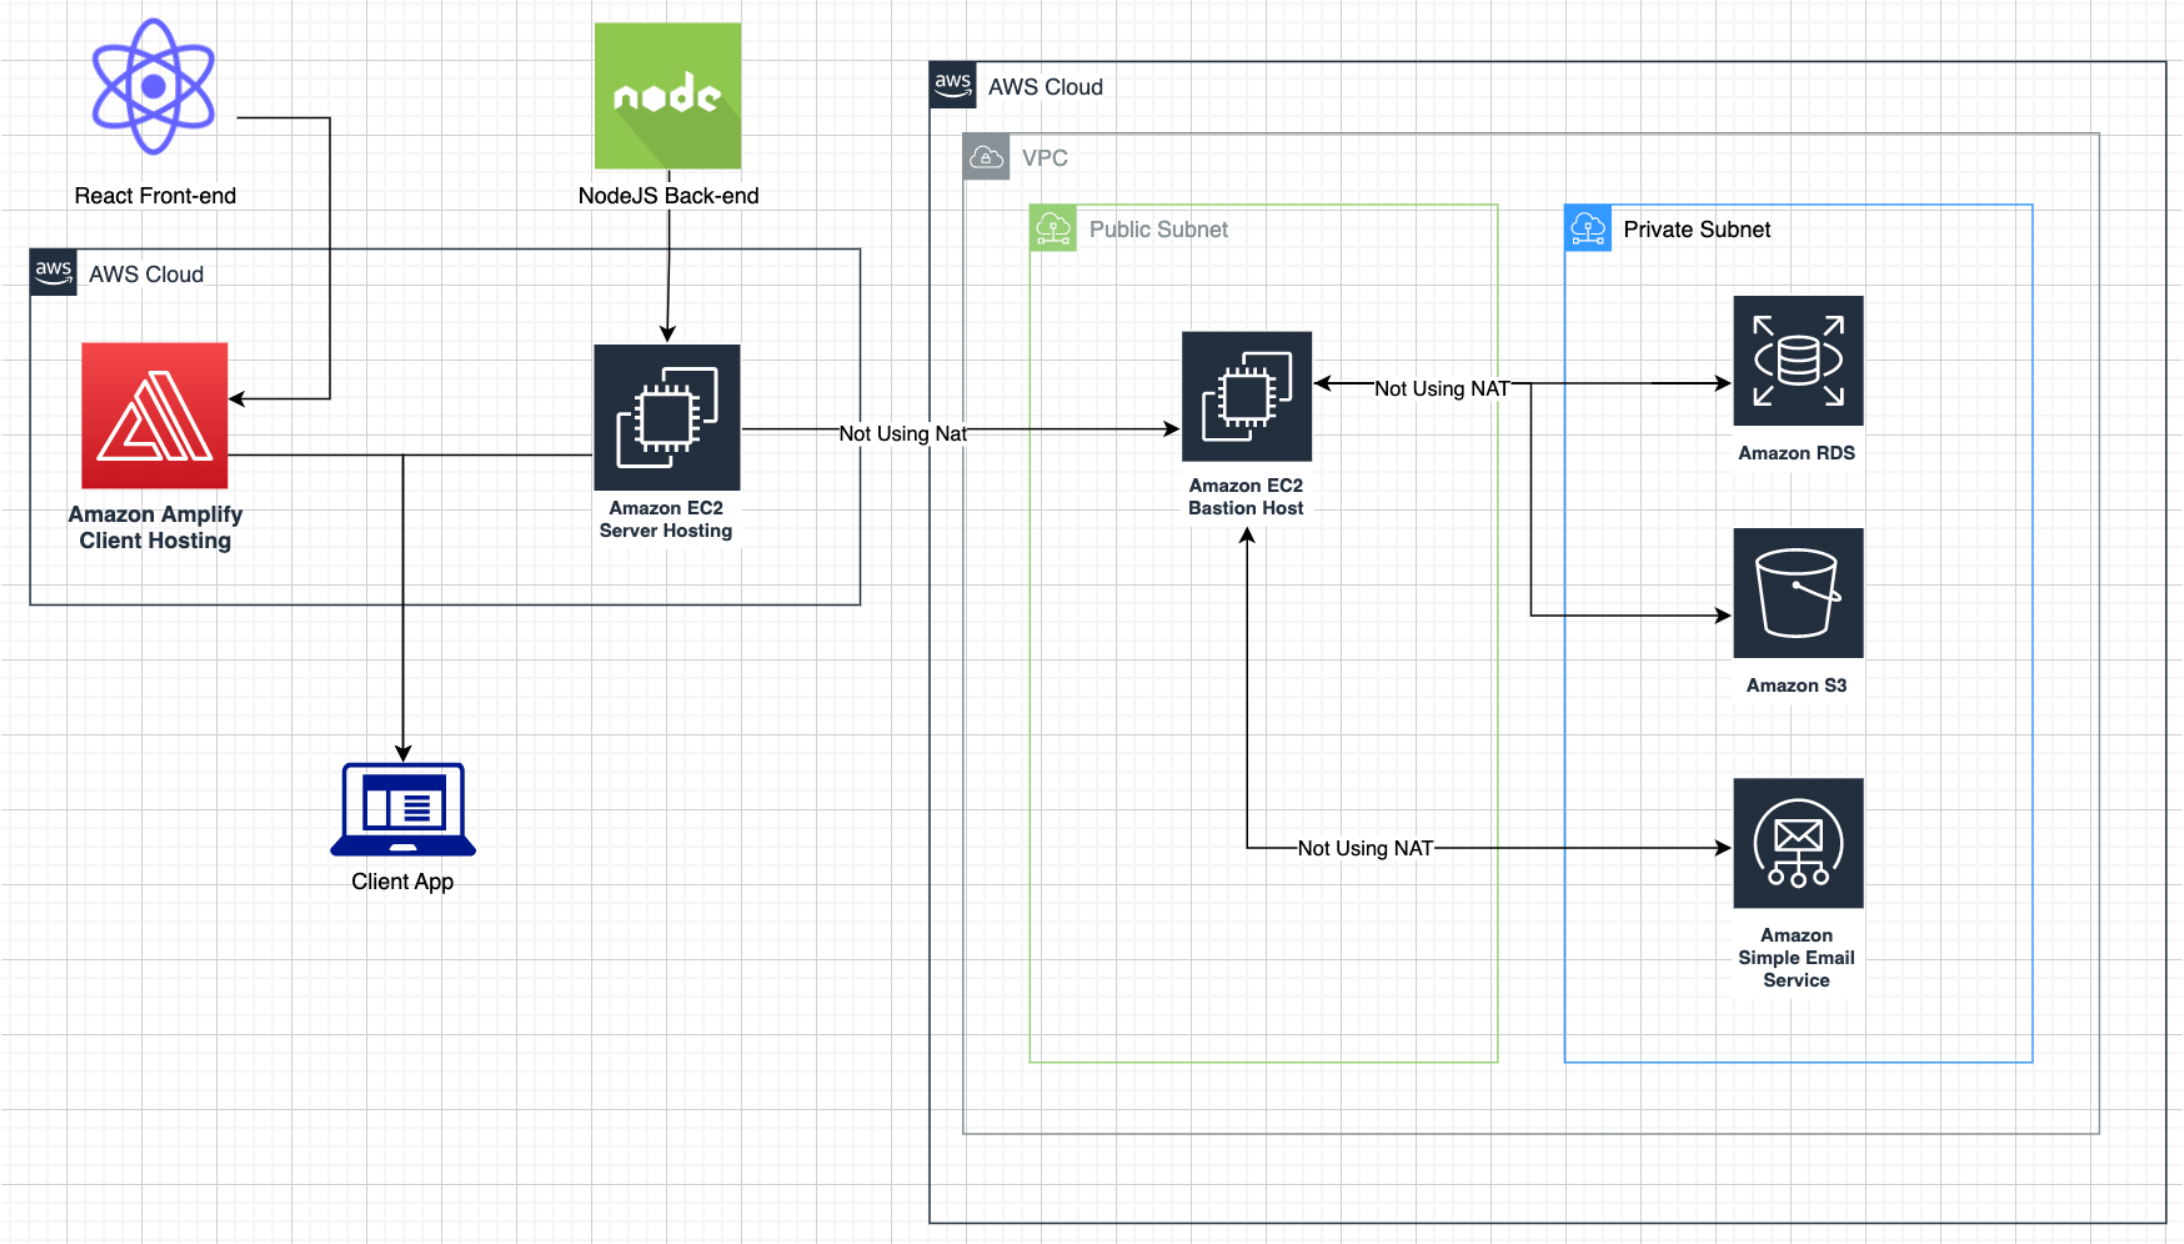 node
React Front-end
NodeJS Back-end
aws
AWS Cloud
Amazon Amplify
Client Hosting
Amazon EC2
Server Hosting
Client App
Not Using Nat
aws
AWS Cloud
VPC
Public Subnet
Private Subnet
Amazon EC2
Bastion Host
Not Using NAT
Amazon RDS
Amazon S3
Not Using NAT
Amazon
Simple Email
Service